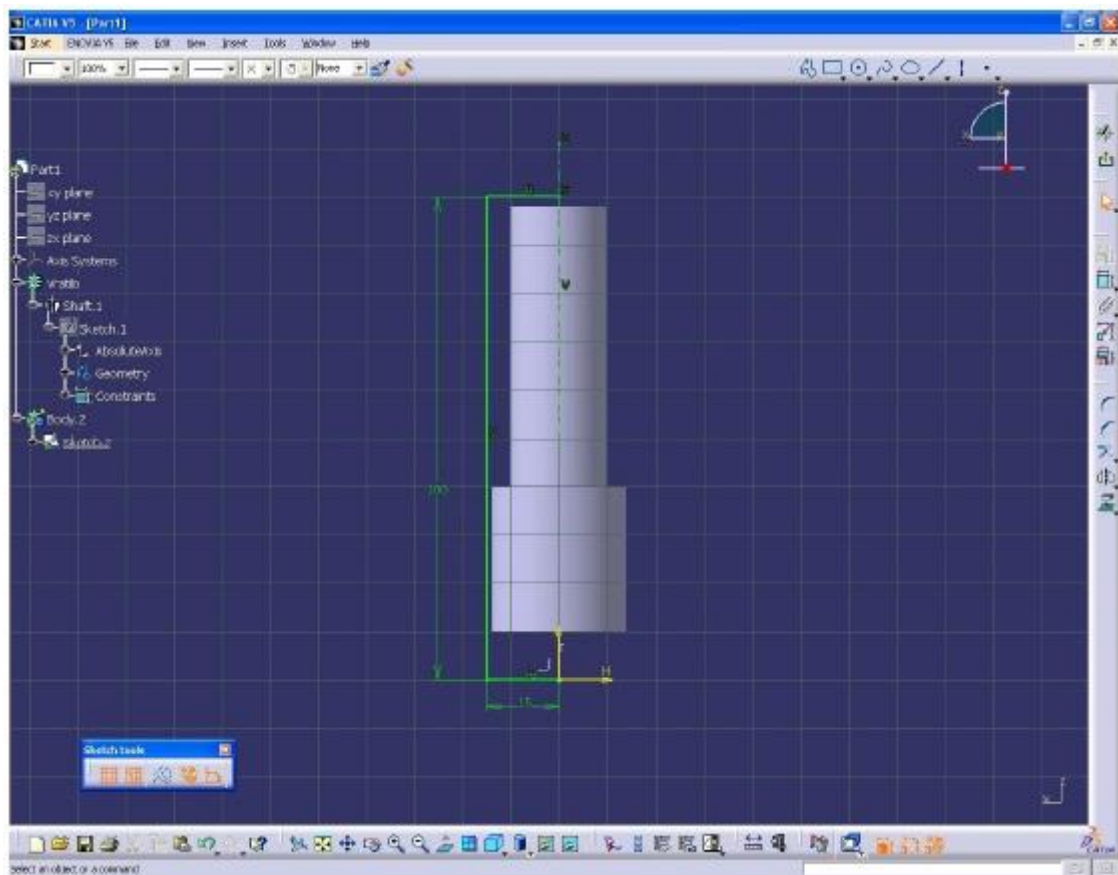 CATIA V5 - [Part1]
Start ENOVIA V5 File Edit View Insert Tools Window Help
100% None
Part1
xy plane
yz plane
zx plane
Axis Systems
Vratilo
Shaft.1
Sketch.1
AbsoluteAxis
Geometry
Constraints
Body.2
Sketch.2
100
H
15
Sketch tools
Select an object or a command